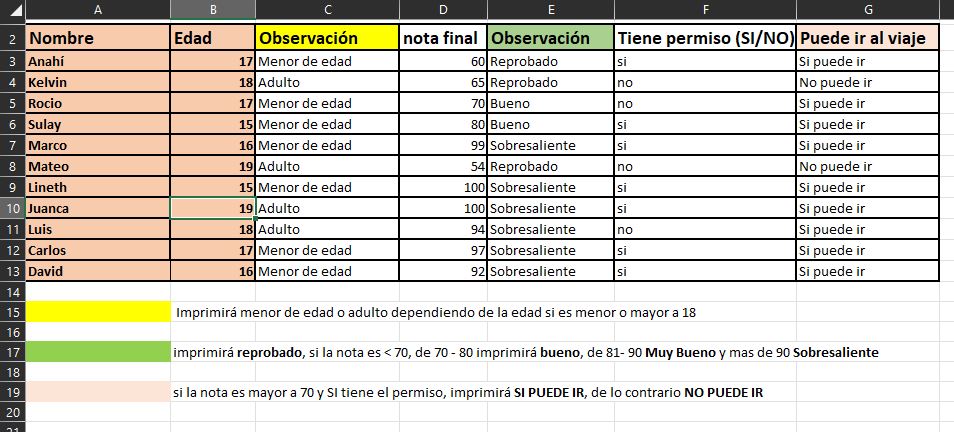 A B C D E F G
2 Nombre Edad Observación nota final Observación Tiene permiso (SI/NO) Puede ir al viaje
3 Anahí 17 Menor de edad 60 Reprobado si Si puede ir
4 Kelvin 18 Adulto 65 Reprobado no No puede ir
5 Rocio 17 Menor de edad 70 Bueno no Si puede ir
6 Sulay 15 Menor de edad 80 Bueno si Si puede ir
7 Marco 16 Menor de edad 99 Sobresaliente si Si puede ir
8 Mateo 19 Adulto 54 Reprobado no No puede ir
9 Lineth 15 Menor de edad 100 Sobresaliente si Si puede ir
10 Juanca 19 Adulto 100 Sobresaliente si Si puede ir
11 Luis 18 Adulto 94 Sobresaliente no Si puede ir
12 Carlos 17 Menor de edad 97 Sobresaliente si Si puede ir
13 David 16 Menor de edad 92 Sobresaliente si Si puede ir
14
15 Imprimirá menor de edad o adulto dependiendo de la edad si es menor o mayor a 18
16
17 imprimirá reprobado, si la nota es < 70, de 70 - 80 imprimirá bueno, de 81- 90 Muy Bueno y mas de 90 Sobresaliente
18
19 si la nota es mayor a 70 y SI tiene el permiso, imprimirá SI PUEDE IR, de lo contrario NO PUEDE IR
20